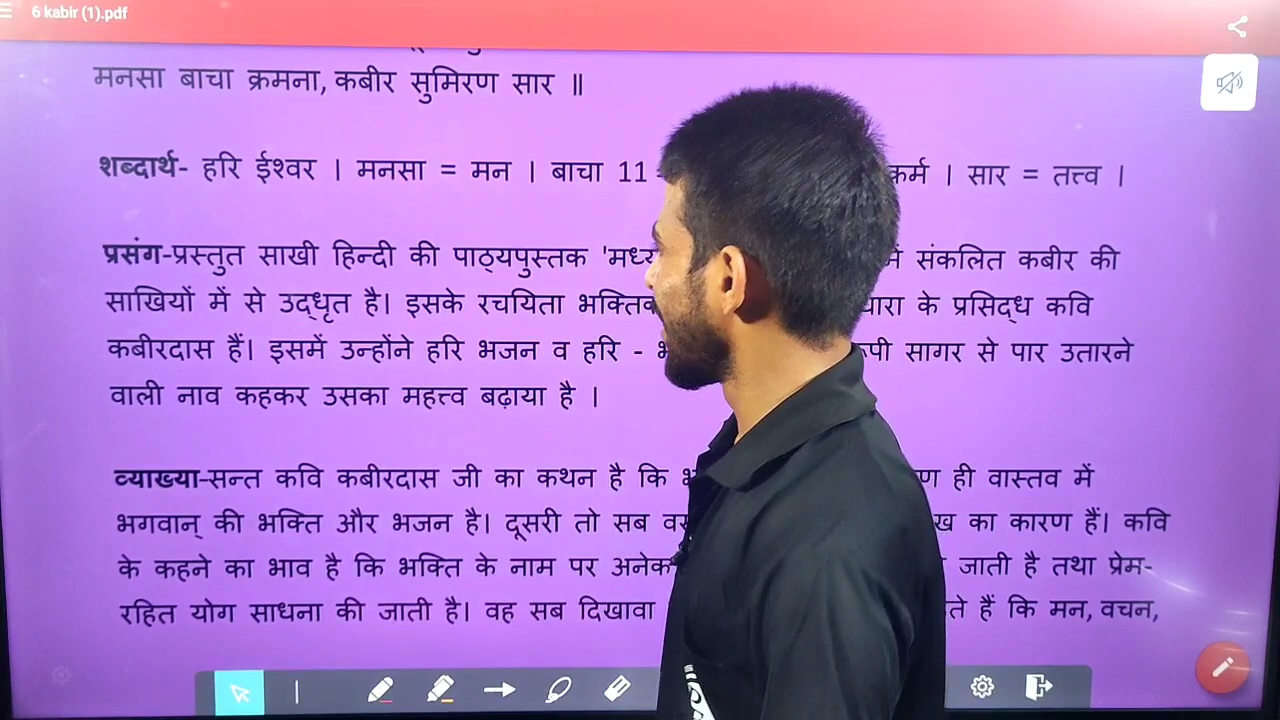 6 kabir (1).pdf
मनसा बाचा क्रमना, कबीर सुमिरण सार ॥
शब्दार्थ- हरि ईश्वर । मनसा = मन । बाचा 11 कर्म । सार = तत्त्व ।
प्रसंग-प्रस्तुत साखी हिन्दी की पाठ्यपुस्तक में संकलित कबीर की
साखियों में से उद्धृत है। इसके रचयिता के प्रसिद्ध कवि
कबीरदास हैं। इसमें उन्होंने हरि भजन व हरि - सागर से पार उतारने
वाली नाव कहकर उसका महत्त्व बढ़ाया है ।
व्याख्या-सन्त कवि कबीरदास जी का कथन है कि ही वास्तव में
भगवान् की भक्ति और भजन है। दूसरी तो सब का कारण हैं। कवि
के कहने का भाव है कि भक्ति के नाम पर अनेक जाती है तथा प्रेम-
रहित योग साधना की जाती है। वह सब दिखावा हैं कि मन, वचन,